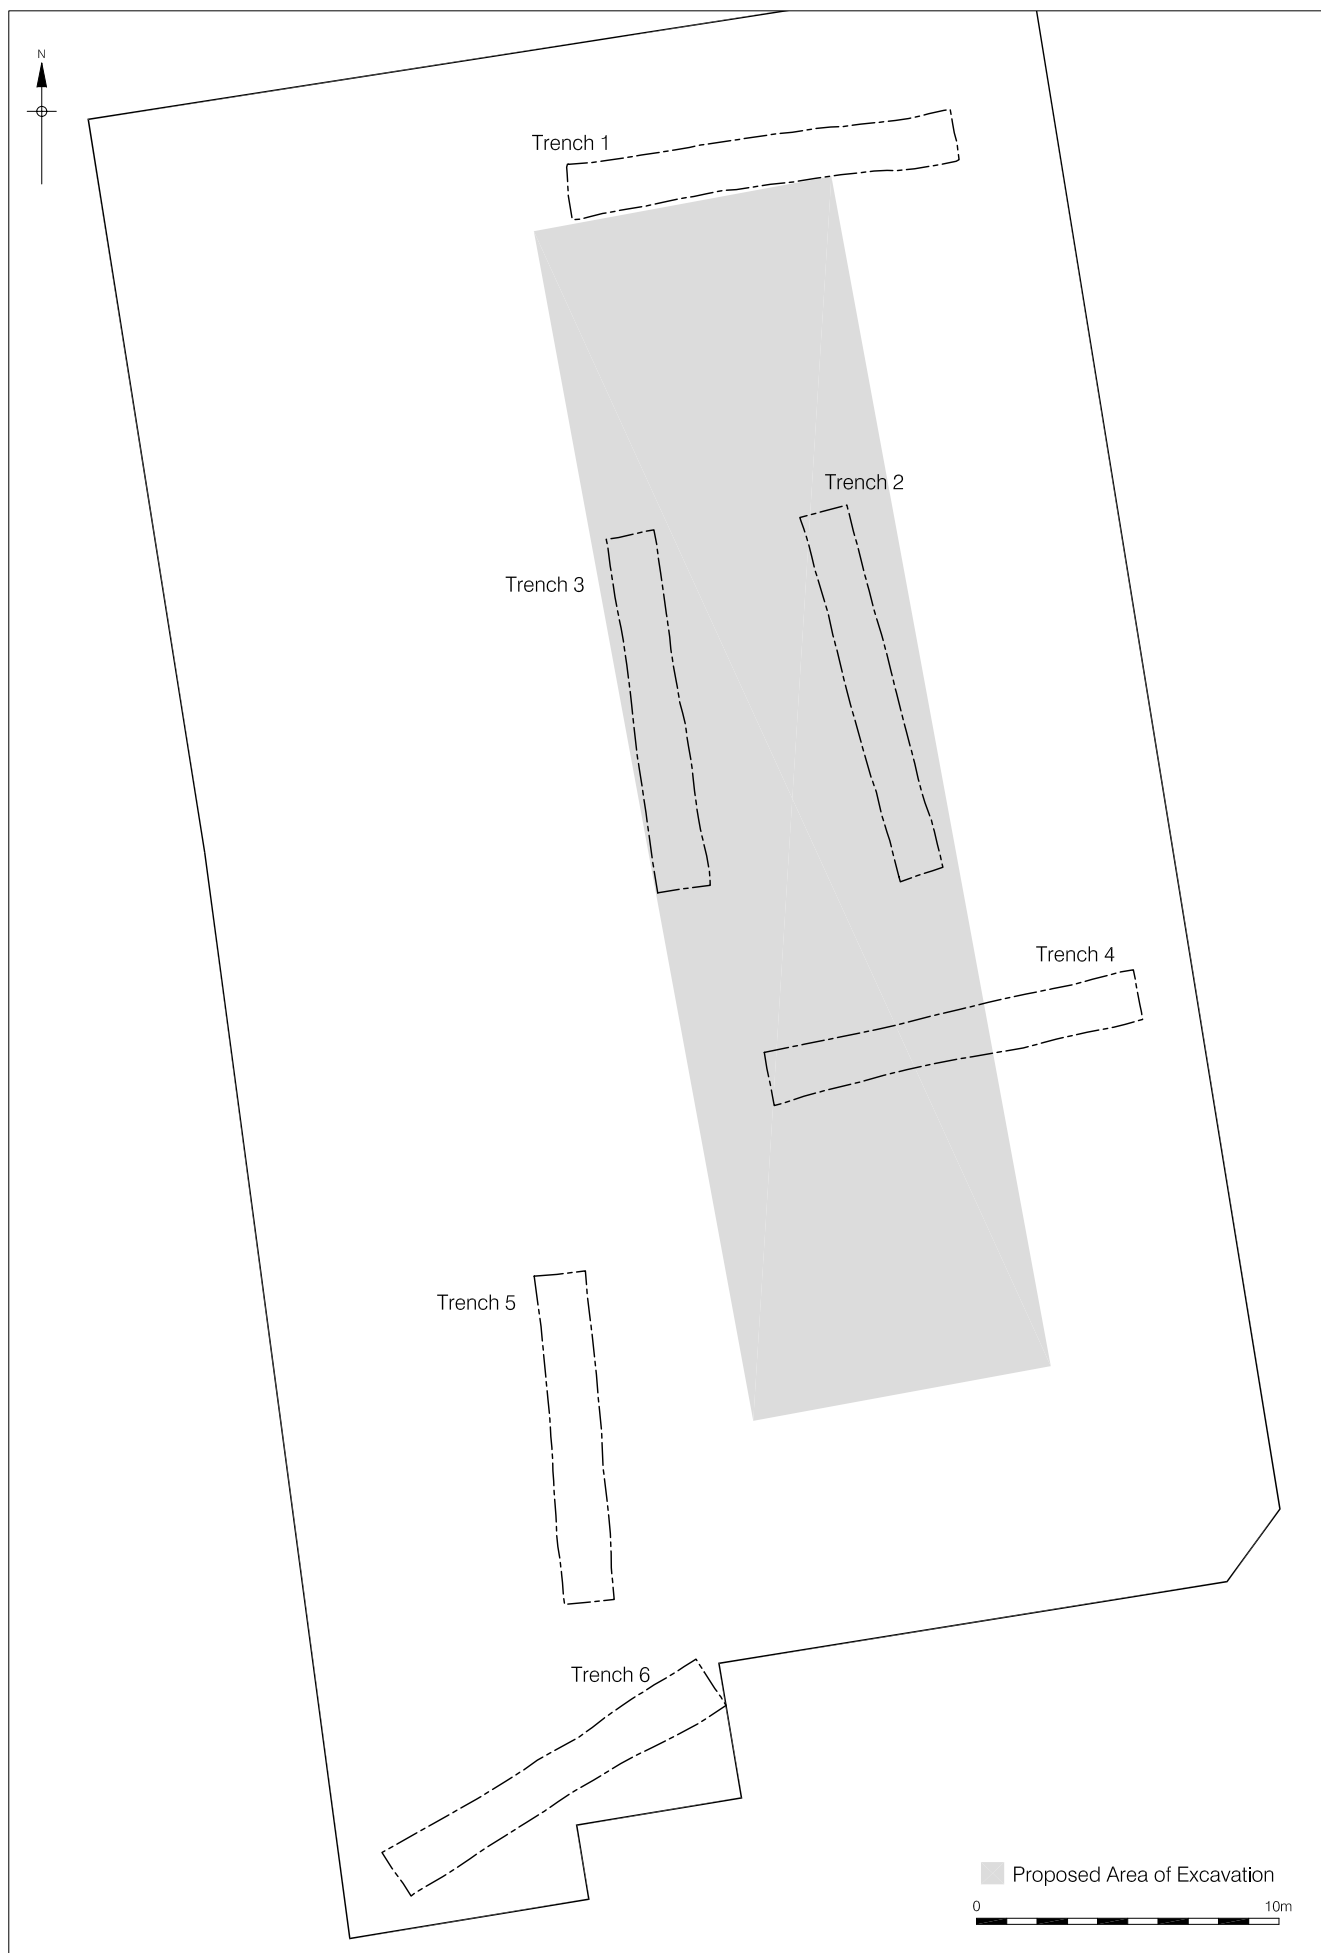 N
Trench 1
Trench 2
Trench 3
Trench 4
Trench 5
Trench 6
Proposed Area of Excavation
0 10m